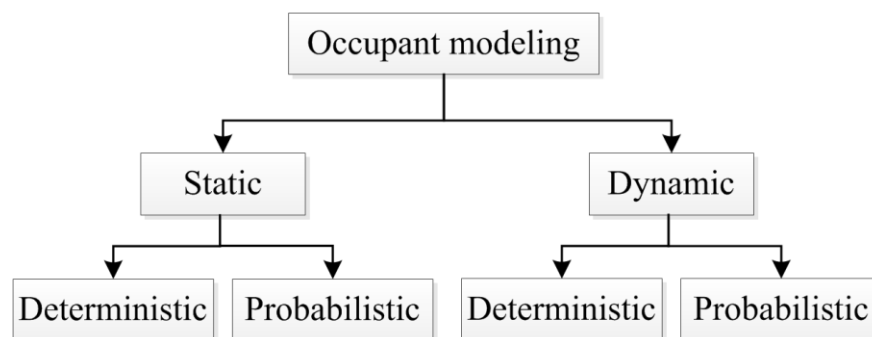 Occupant modeling
Static
Dynamic
Deterministic
Probabilistic
Deterministic
Probabilistic